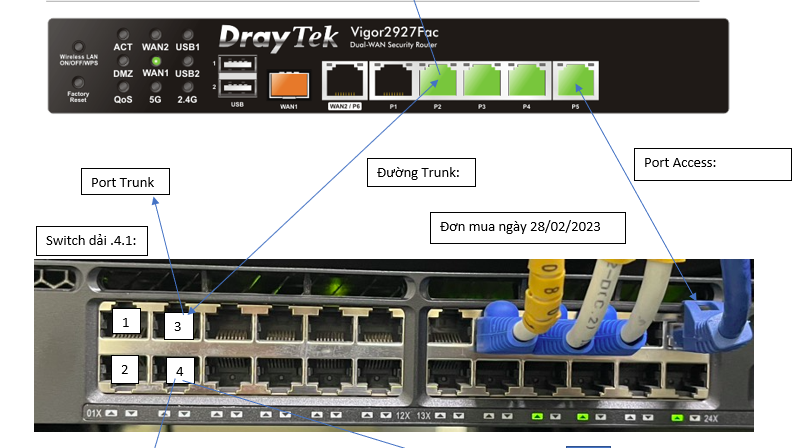 DrayTek
Vigor2927Fac
Dual-WAN Security Router
Wireless LAN
ON/OFF/WPS
Factory
Reset
ACT WAN2 USB1
DMZ WAN1 USB2
QoS 5G 2.4G
1
2
USB
WAN1
WAN2 / P6
P1
P2
P3
P4
P5
Port Trunk
Đường Trunk:
Port Access:
Switch dải .4.1:
Đơn mua ngày 28/02/2023
1
3
2
4
01X
12X
13X
24X